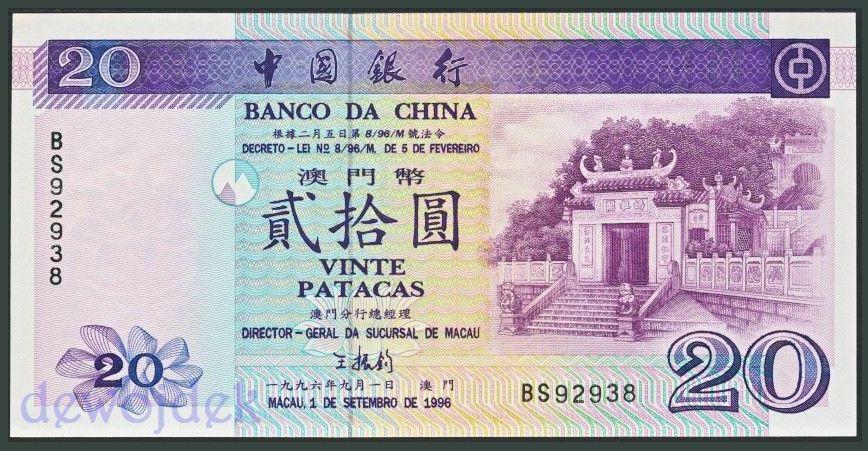 20 中國銀行
BANCO DA CHINA
根據二月五日第 8/96/M 號法令
DECRETO-LEI Nº 8/96/M, DE 5 DE FEVEREIRO
澳門幣
貳拾圓
VINTE
PATACAS
澳門分行總經理
DIRECTOR-GERAL DA SUCURSAL DE MACAU
王振鈞
一九九六年九月一日 澳門
MACAU, 1 DE SETEMBRO DE 1996
BS92938
20
BS92938
20
dewojdek